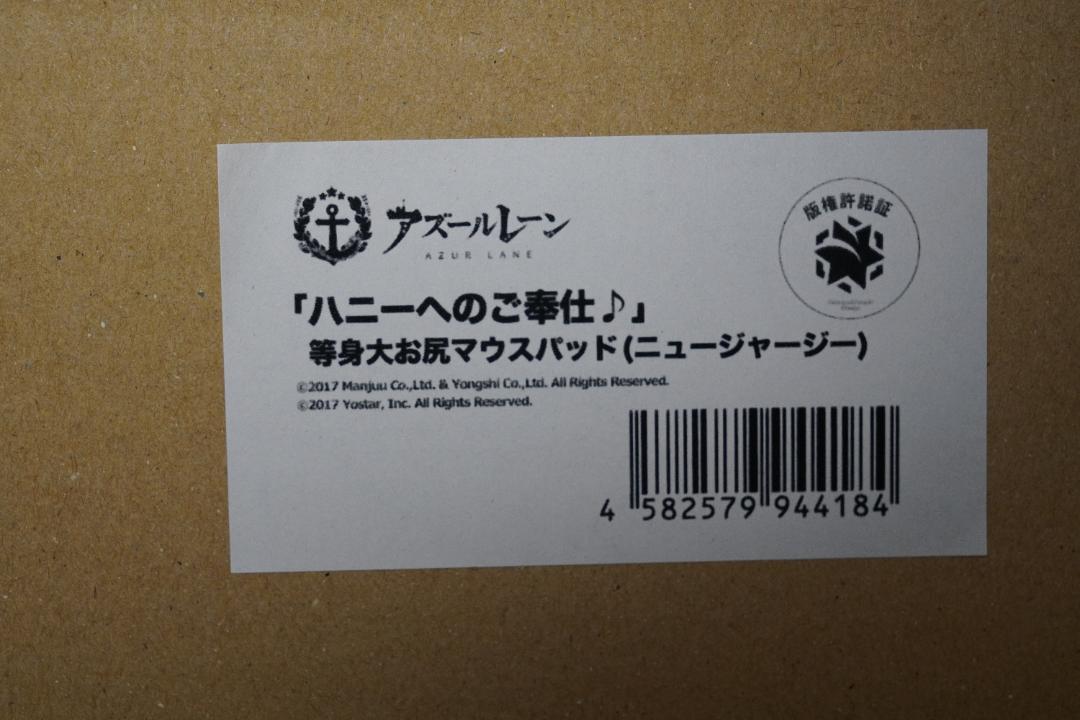 アズールレーン
AZUR LANE
版権許諾証
「ハニーへのご奉仕♪」
等身大お尻マウスパッド(ニュージャージー)
©2017 Manjuu Co.,Ltd. & Yongshi Co.,Ltd. All Rights Reserved.
©2017 Yostar, Inc. All Rights Reserved.
4 582579 944184